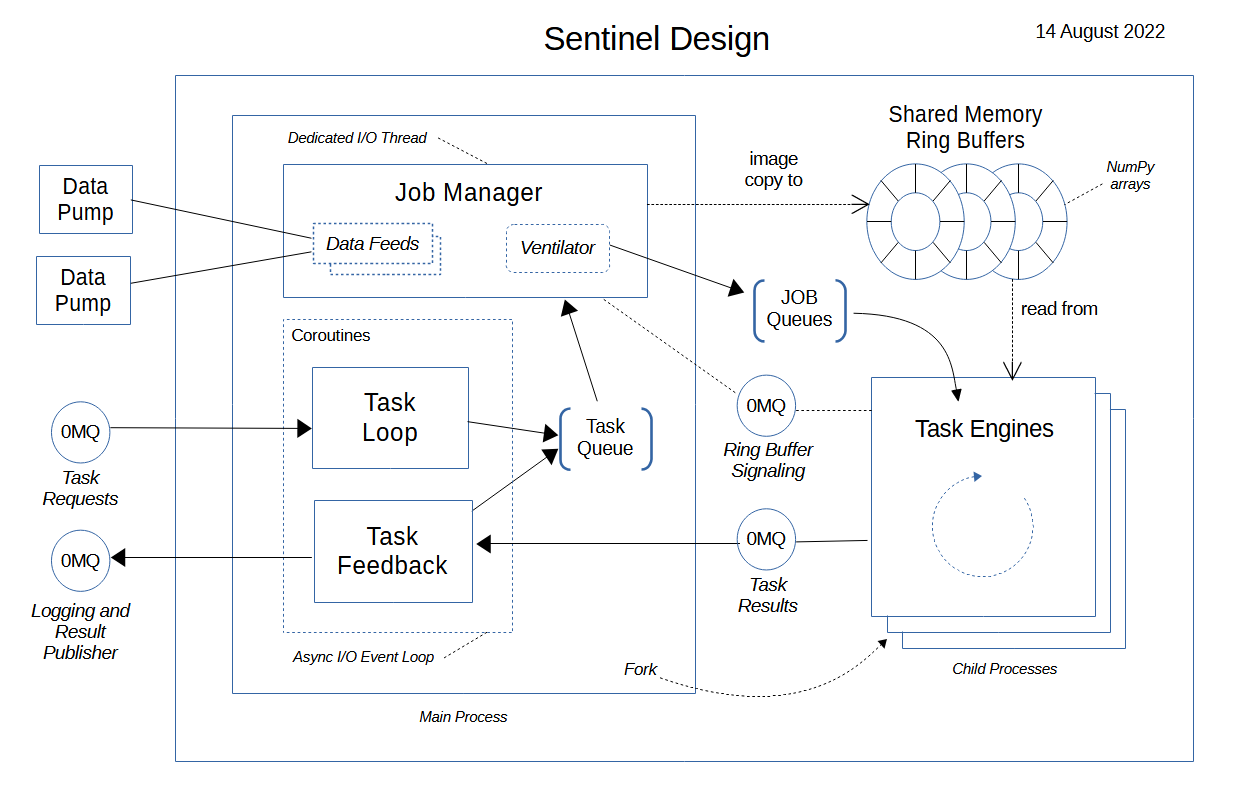 Sentinel Design
14 August 2022
Dedicated I/O Thread
Job Manager
Data Feeds
Ventilator
Data
Pump
Data
Pump
image
copy to
Shared Memory
Ring Buffers
NumPy
arrays
JOB
Queues
read from
Coroutines
Task
Loop
Task
Feedback
Async I/O Event Loop
Task
Queue
0MQ
Task
Requests
0MQ
Logging and
Result
Publisher
0MQ
Ring Buffer
Signaling
0MQ
Task
Results
Task Engines
Fork
Child Processes
Main Process